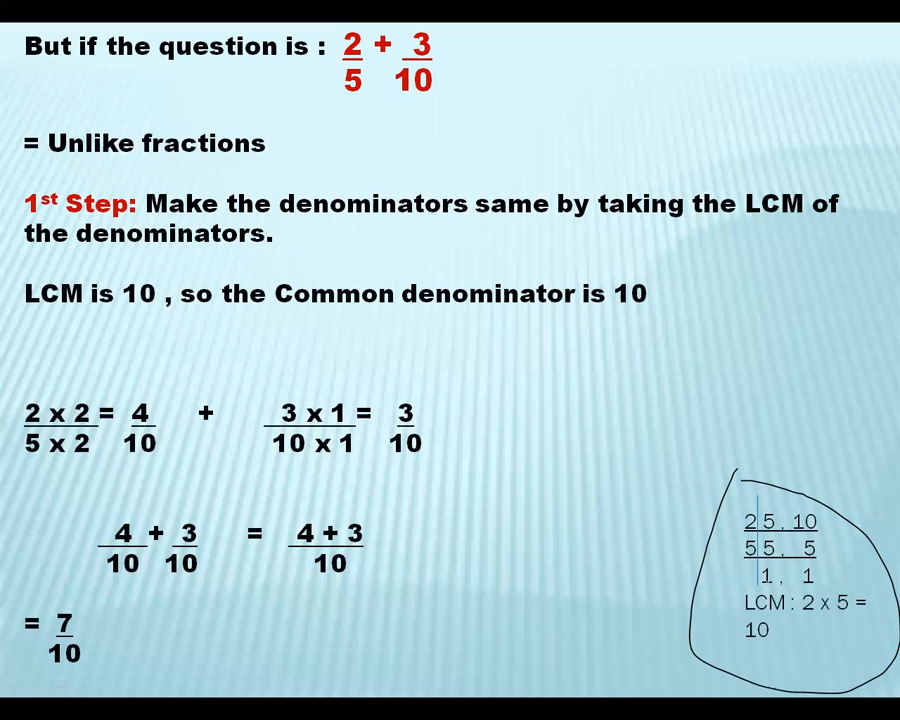 But if the question is : 2 + 3
5 10
= Unlike fractions
1st Step: Make the denominators same by taking the LCM of
the denominators.
LCM is 10 , so the Common denominator is 10
2 x 2 = 4 + 3 x 1 = 3
5 x 2 10 10 x 1 10
4 + 3 = 4 + 3
10 10 10
= 7
10
2 5 , 10
5 5 , 5
1 , 1
LCM : 2 x 5 =
10